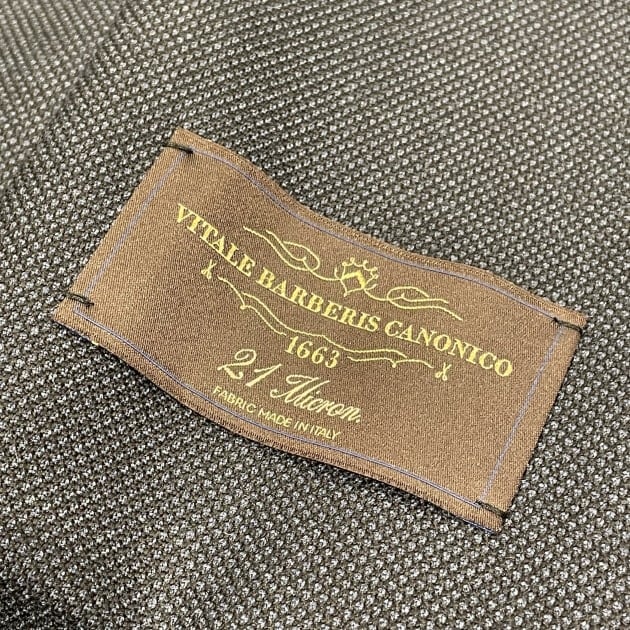 VITALE BARBERIS CANONICO
1663
21 Micron.
FABRIC MADE IN ITALY